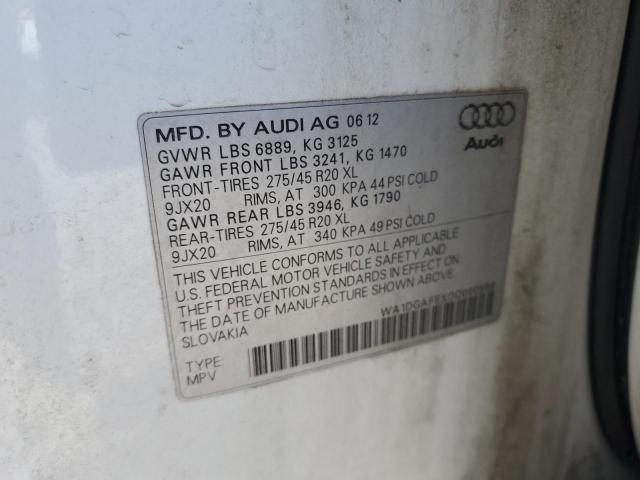 MFD. BY AUDI AG 06 12
GVWR LBS 6889, KG 3125
GAWR FRONT LBS 3241, KG 1470
FRONT-TIRES 275/45 R20 XL
9JX20 RIMS, AT 300 KPA 44 PSI COLD
GAWR REAR LBS 3946, KG 1790
REAR-TIRES 275/45 R20 XL
9JX20 RIMS, AT 340 KPA 49 PSI COLD
Audi
THIS VEHICLE CONFORMS TO ALL APPLICABLE
U.S. FEDERAL MOTOR VEHICLE SAFETY AND
THEFT PREVENTION STANDARDS IN EFFECT ON
THE DATE OF MANUFACTURE SHOWN ABOVE.
SLOVAKIA
TYPE:
MPV